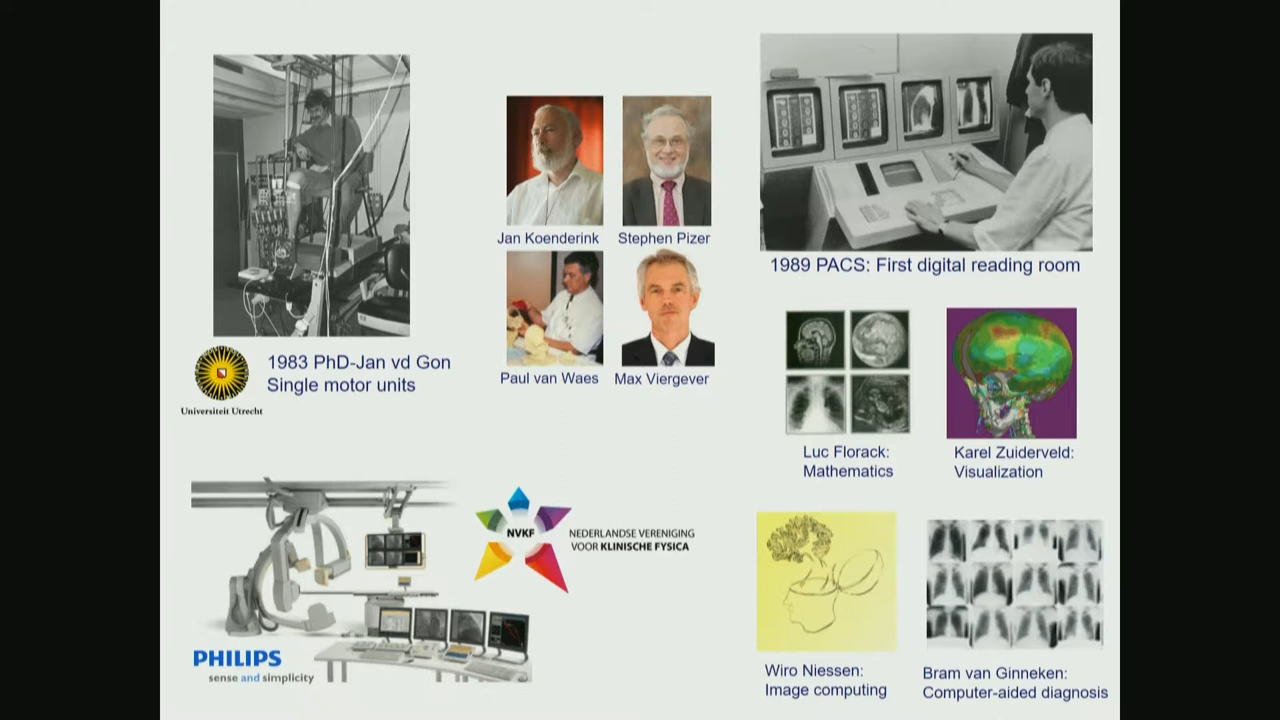 Jan Koenderink
Stephen Pizer
1989 PACS: First digital reading room
1983 PhD-Jan vd Gon
Single motor units
Universiteit Utrecht
Paul van Waes
Max Viergever
Luc Florack:
Mathematics
Karel Zuiderveld:
Visualization
NVKF
NEDERLANDSE VERENIGING
VOOR KLINISCHE FYSICA
PHILIPS
sense and simplicity
Wiro Niessen:
Image computing
Bram van Ginneken:
Computer-aided diagnosis